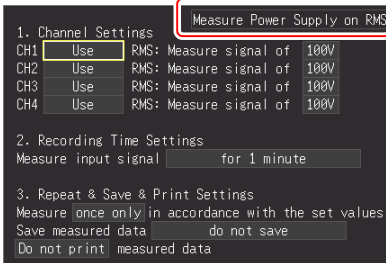 Measure Power Supply on RMS
1. Channel Settings
CH1 Use RMS: Measure signal of 100V
CH2 Use RMS: Measure signal of 100V
CH3 Use RMS: Measure signal of 100V
CH4 Use RMS: Measure signal of 100V
2. Recording Time Settings
Measure input signal for 1 minute
3. Repeat & Save & Print Settings
Measure once only in accordance with the set values
Save measured data do not save
Do not print measured data